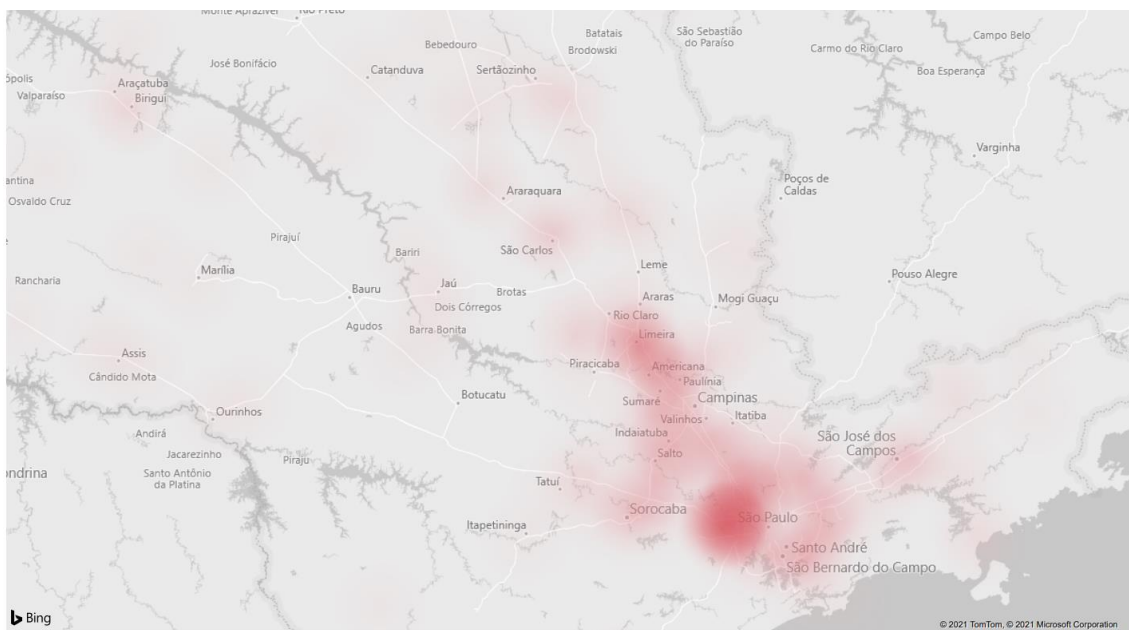 Monte Aprazível
Rio Preto
Batatais
Brodowski
São Sebastião
do Paraíso
Carmo do Rio Claro
Campo Belo
Boa Esperança
Bebedouro
Sertãozinho
Catanduva
José Bonifácio
ópolis
Valparaíso
Araçatuba
Birigui
Varginha
Poços de
Caldas
antina
Osvaldo Cruz
Araraquara
São Carlos
Pirajuí
Bariri
Marília
Rancharia
Bauru
Jaú
Brotas
Dois Córregos
Leme
Araras
Mogi Guaçu
Pouso Alegre
Agudos
Barra Bonita
Rio Claro
Limeira
Assis
Cândido Mota
Piracicaba
Americana
Paulínia
Sumaré
Campinas
Botucatu
Ourinhos
Valinhos
Itatiba
Andirá
Indaiatuba
São José dos
Campos
Jacarezinho
Salto
ondrina
Santo Antônio
da Platina
Piraju
Tatuí
Sorocaba
São Paulo
Itapetininga
Santo André
São Bernardo do Campo
Bing
© 2021 TomTom, © 2021 Microsoft Corporation